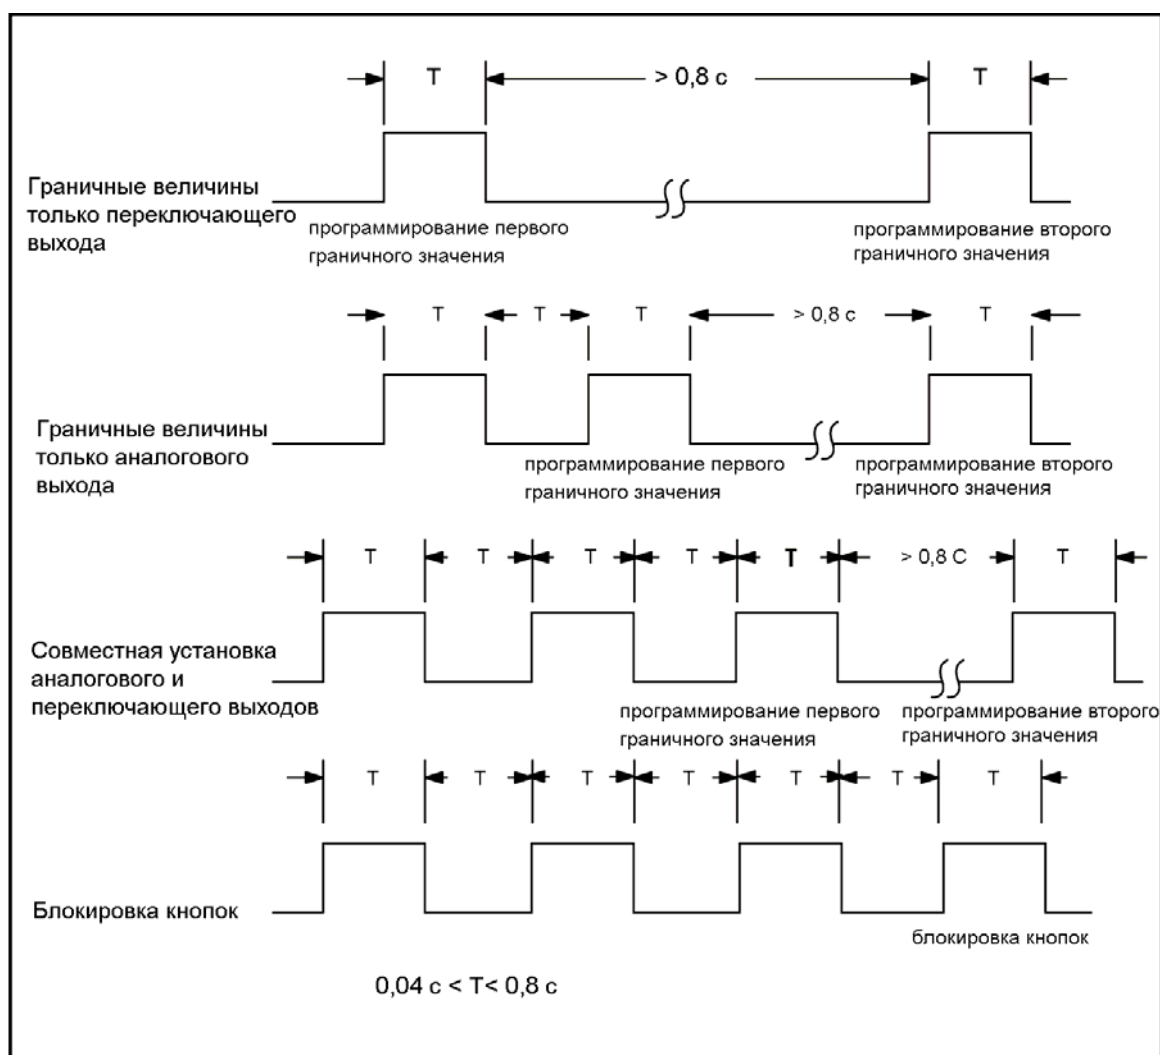 T > 0,8 с T
Граничные величины
только переключающего
выхода
программирование первого
граничного значения
программирование второго
граничного значения
T T T > 0,8 с T
Граничные величины
только аналогового
выхода
программирование первого
граничного значения
программирование второго
граничного значения
T T T T T > 0,8 С T
Совместная установка
аналогового и
переключающего выходов
программирование первого
граничного значения
программирование второго
граничного значения
T T T T T T T
Блокировка кнопок
блокировка кнопок
0,04 с < T< 0,8 с